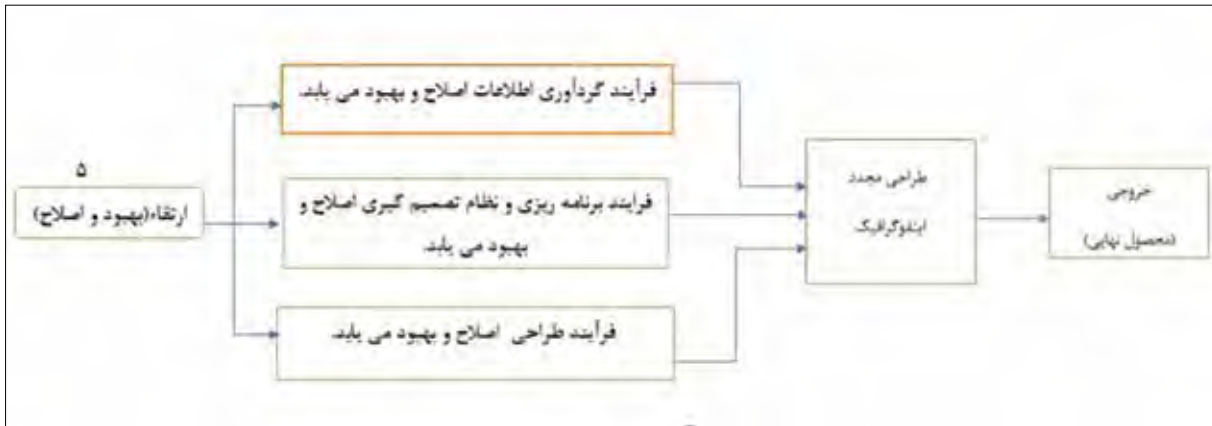 ۵
ارتقاء(بهبود و اصلاح)
فرآیند گردآوری اطلاعات اصلاح و بهبود می یابد.
فرایند برنامه ریزی و نظام تصمیم گیری اصلاح و
بهبود می یابد.
فرآیند طراحی اصلاح و بهبود می یابد.
طراحی مجدد
اینفوگرافیک
خروجی
(محصول نهایی)